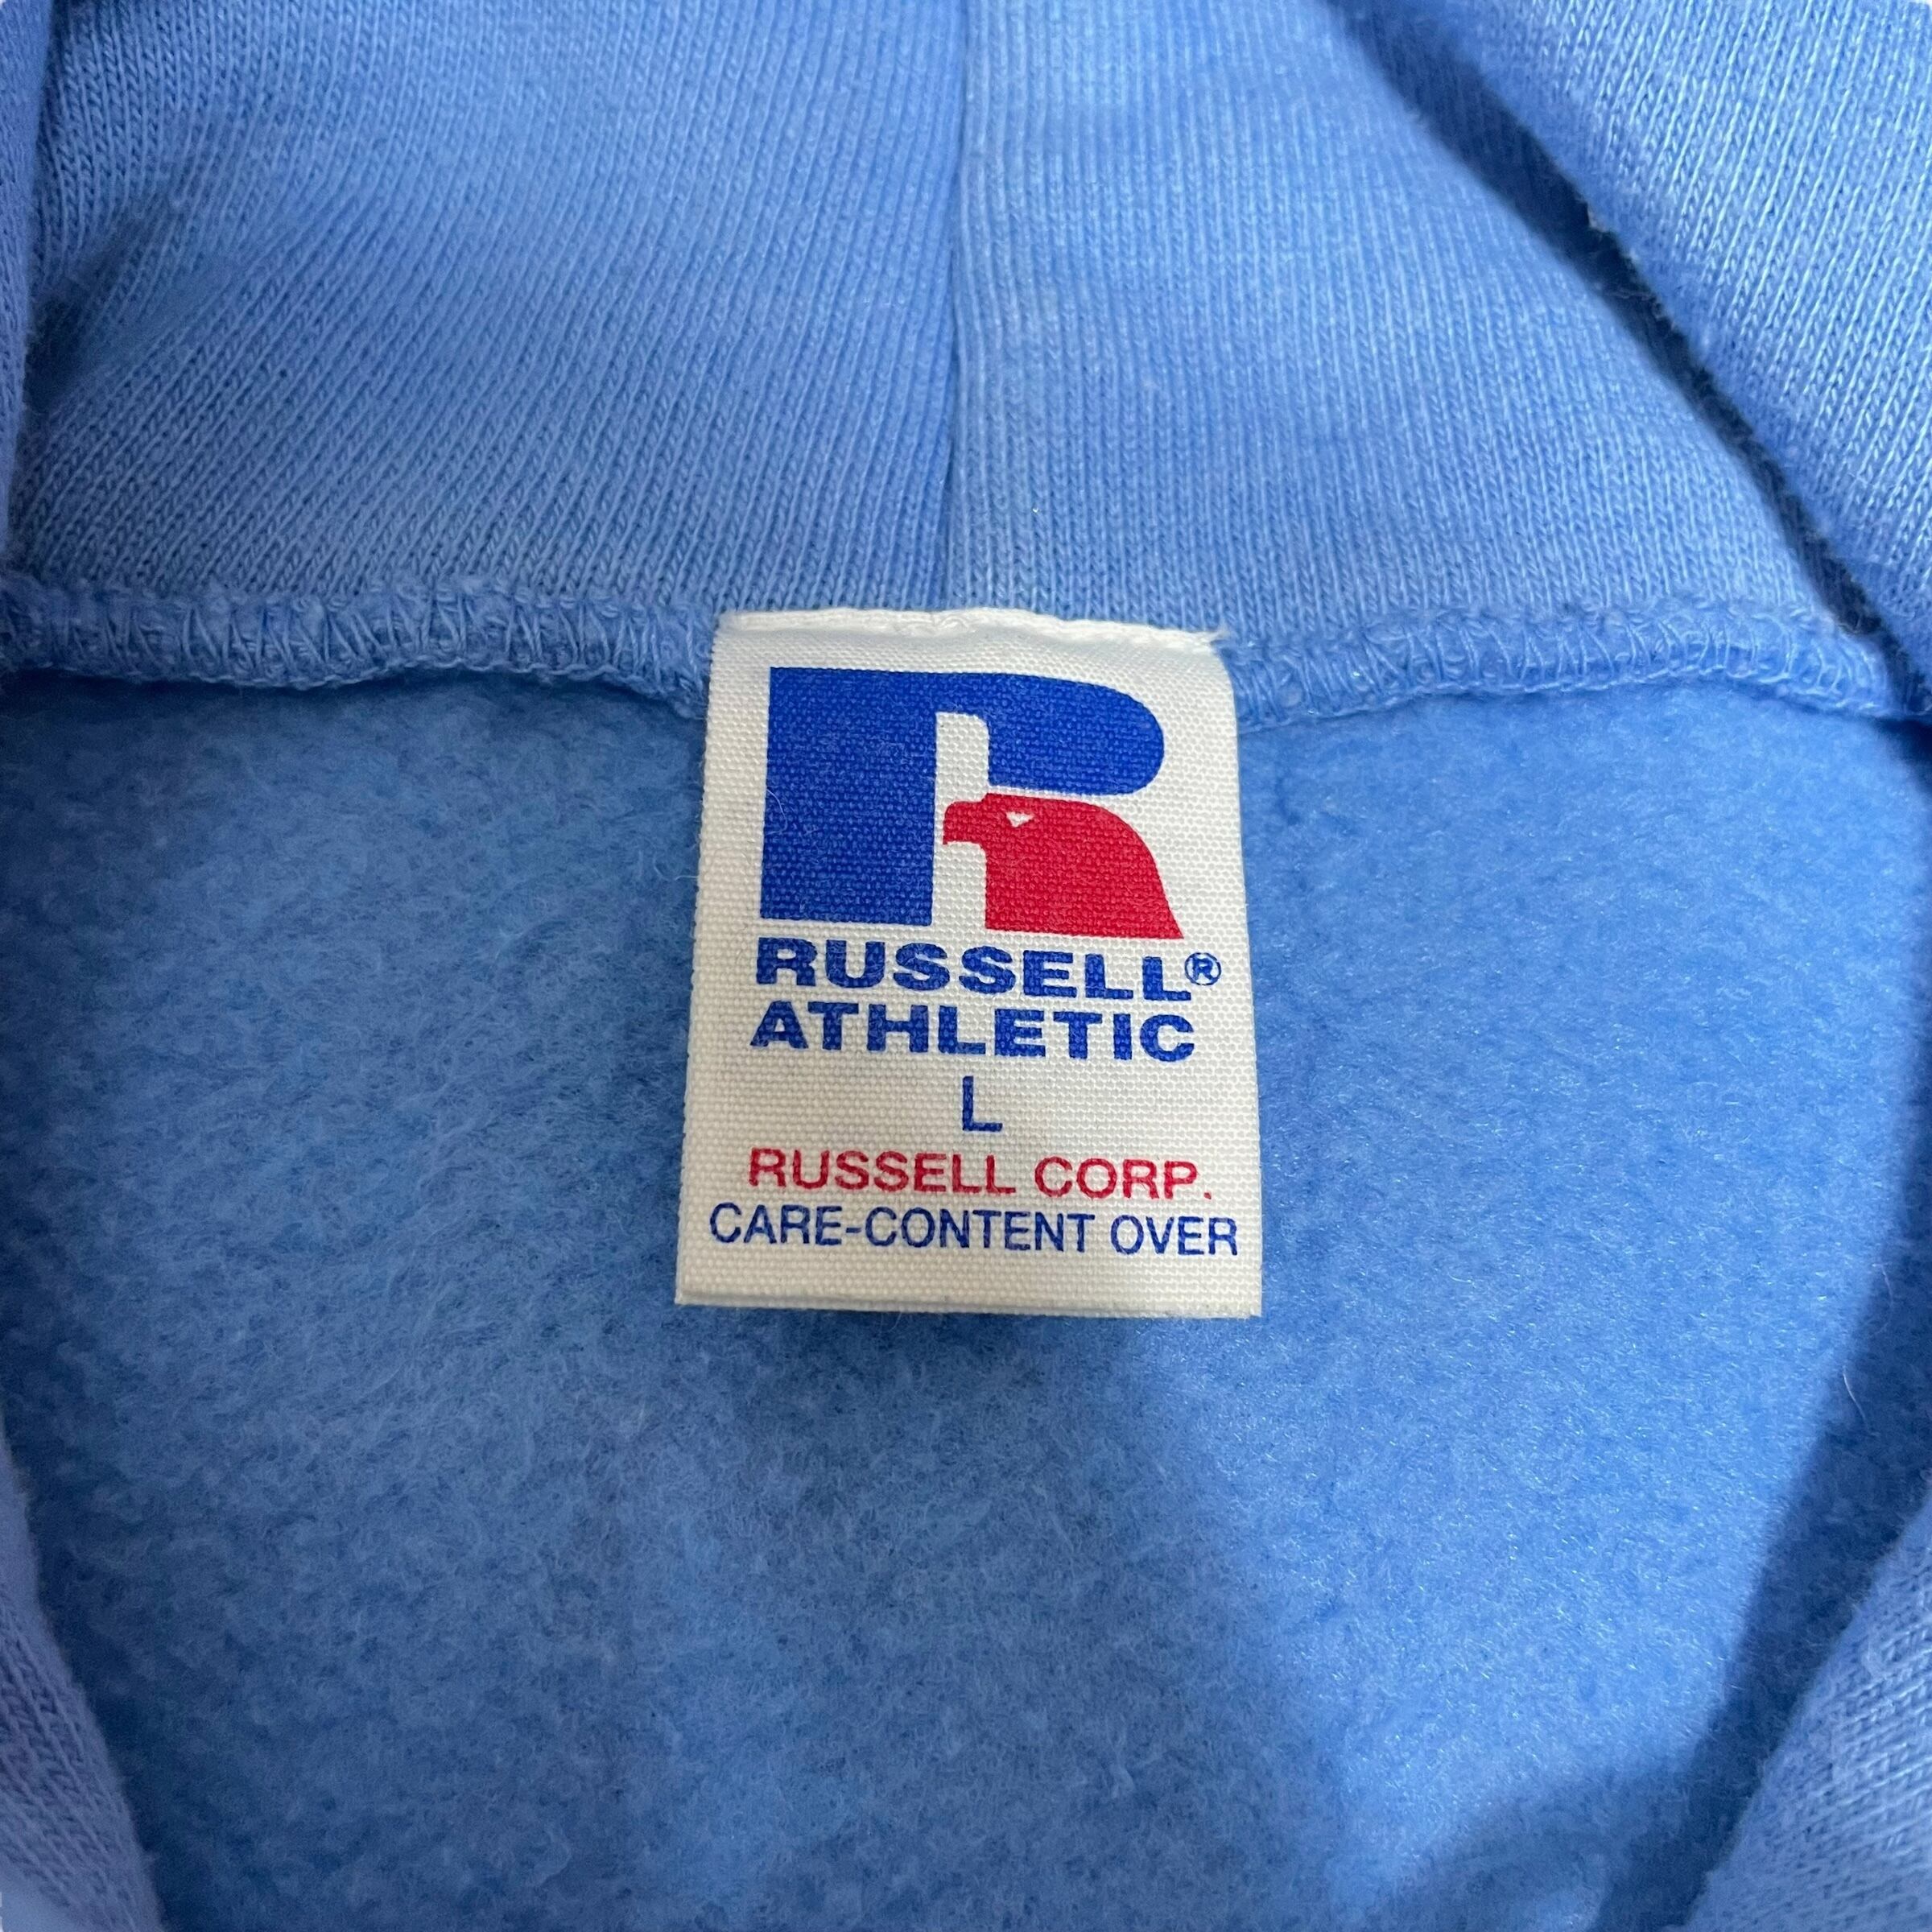 R
RUSSELL®
ATHLETIC
L
RUSSELL CORP.
CARE-CONTENT OVER